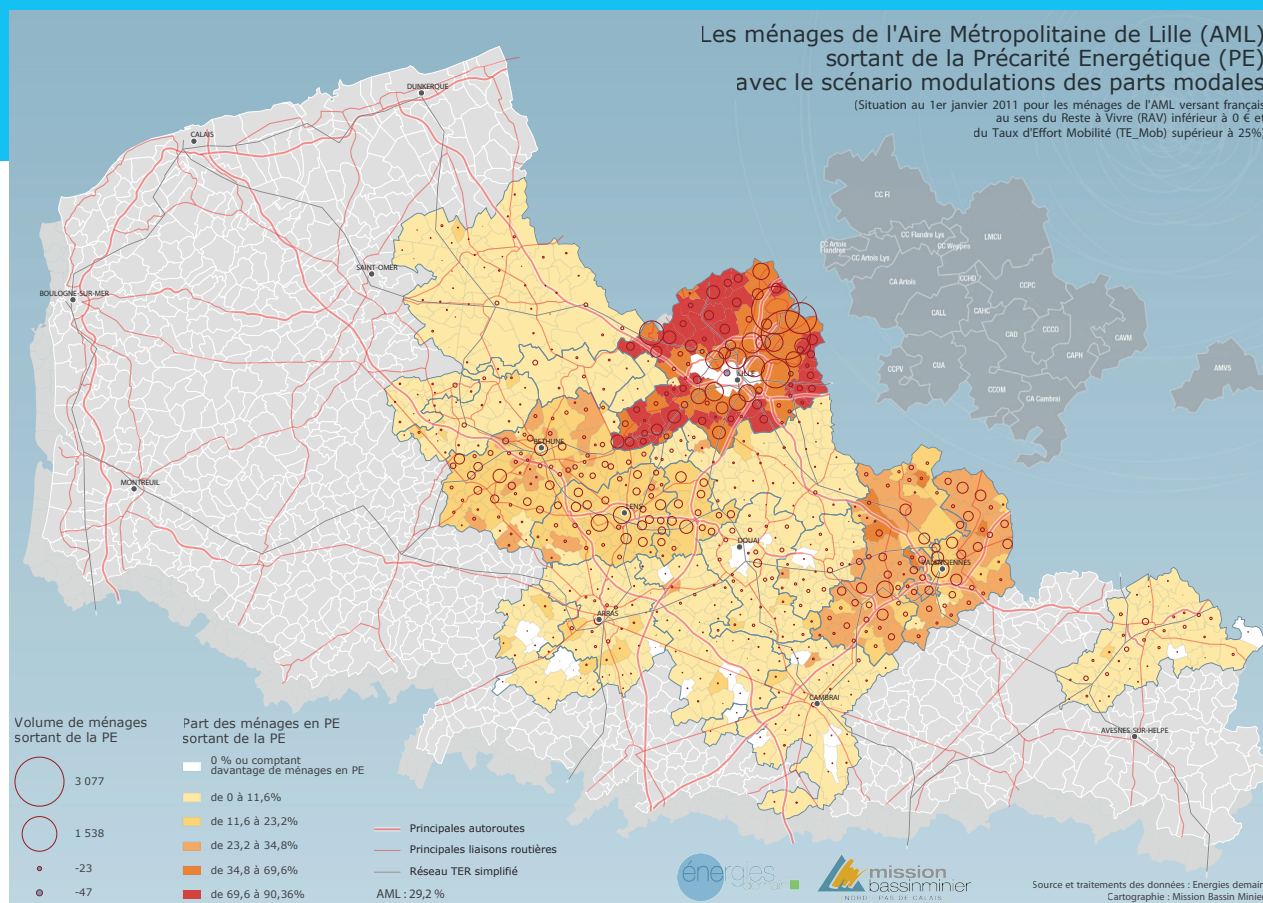 Les ménages de l'Aire Métropolitaine de Lille (AML)
sortant de la Précarité Energétique (PE)
avec le scénario modulations des parts modales
(Situation au 1er janvier 2011 pour les ménages de l'AML versant français
au sens du Reste à Vivre (RAV) inférieur à 0 € et
du Taux d'Effort Mobilité (TE_Mob) supérieur à 25%)
DUNKERQUE
CALAIS
SAINT-OMER
BOULOGNE-SUR-MER
MONTREUIL
LILLE
BETHUNE
LENS
DOUAI
VALENCIENNES
ARRAS
CAMBRAI
AVESNES-SUR-HELPE
CC Fl
CC Flandre Lys
LMCU
CC Artois
Flandres
CC Weppes
CC Artois Lys
CA Artois
CCHD
CCPC
CALL
CAHC
CAD
CCCO
CAVM
CAPH
CCPV
CUA
CCOM
CA Cambrai
AMVS
Volume de ménages
sortant de la PE
3 077
1 538
-23
-47
Part des ménages en PE
sortant de la PE
0 % ou comptant
davantage de ménages en PE
de 0 à 11,6%
de 11,6 à 23,2%
de 23,2 à 34,8%
de 34,8 à 69,6%
de 69,6 à 90,36%
Principales autoroutes
Principales liaisons routières
Réseau TER simplifié
AML : 29,2 %
énergies
demain
mission
bassinminier
NORD PAS DE CALAIS
Source et traitements des données : Energies demain
Cartographie : Mission Bassin Minier